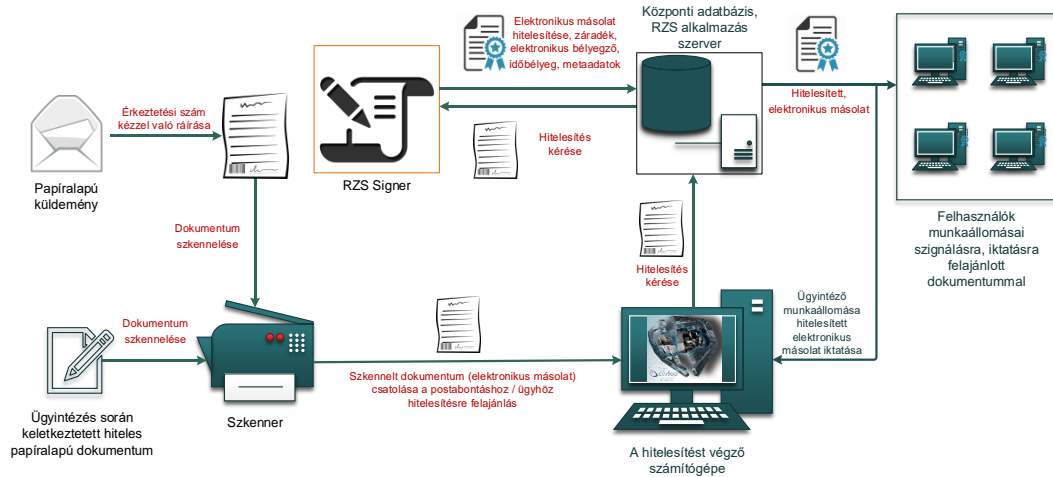 Elektronikus másolat
hitelesítése, záradék,
elektronikus bélyegző,
időbélyeg, metaadatok
Központi adatbázis,
RZS alkalmazás
szerver
Érkeztetési szám
kézzel való ráírása
Hitelesítés
kérése
Hitelesített,
elektronikus másolat
Papíralapú
küldemény
RZS Signer
Dokumentum
szkennelése
Hitelesítés
kérése
Felhasználók
munkaállomásai
szignálásra, iktatásra
felajánlott
dokumentummal
Dokumentum
szkennelése
Ügyintéző
munkaállomása
hitelesített
elektronikus
másolat iktatása
Szkennelt dokumentum (elektronikus másolat)
csatolása a postabontáshoz / ügyhöz
hitelesítésre felajánlás
Ügyintézés során
keletkeztetett hiteles
papíralapú dokumentum
Szkenner
A hitelesítést végző
számítógépe